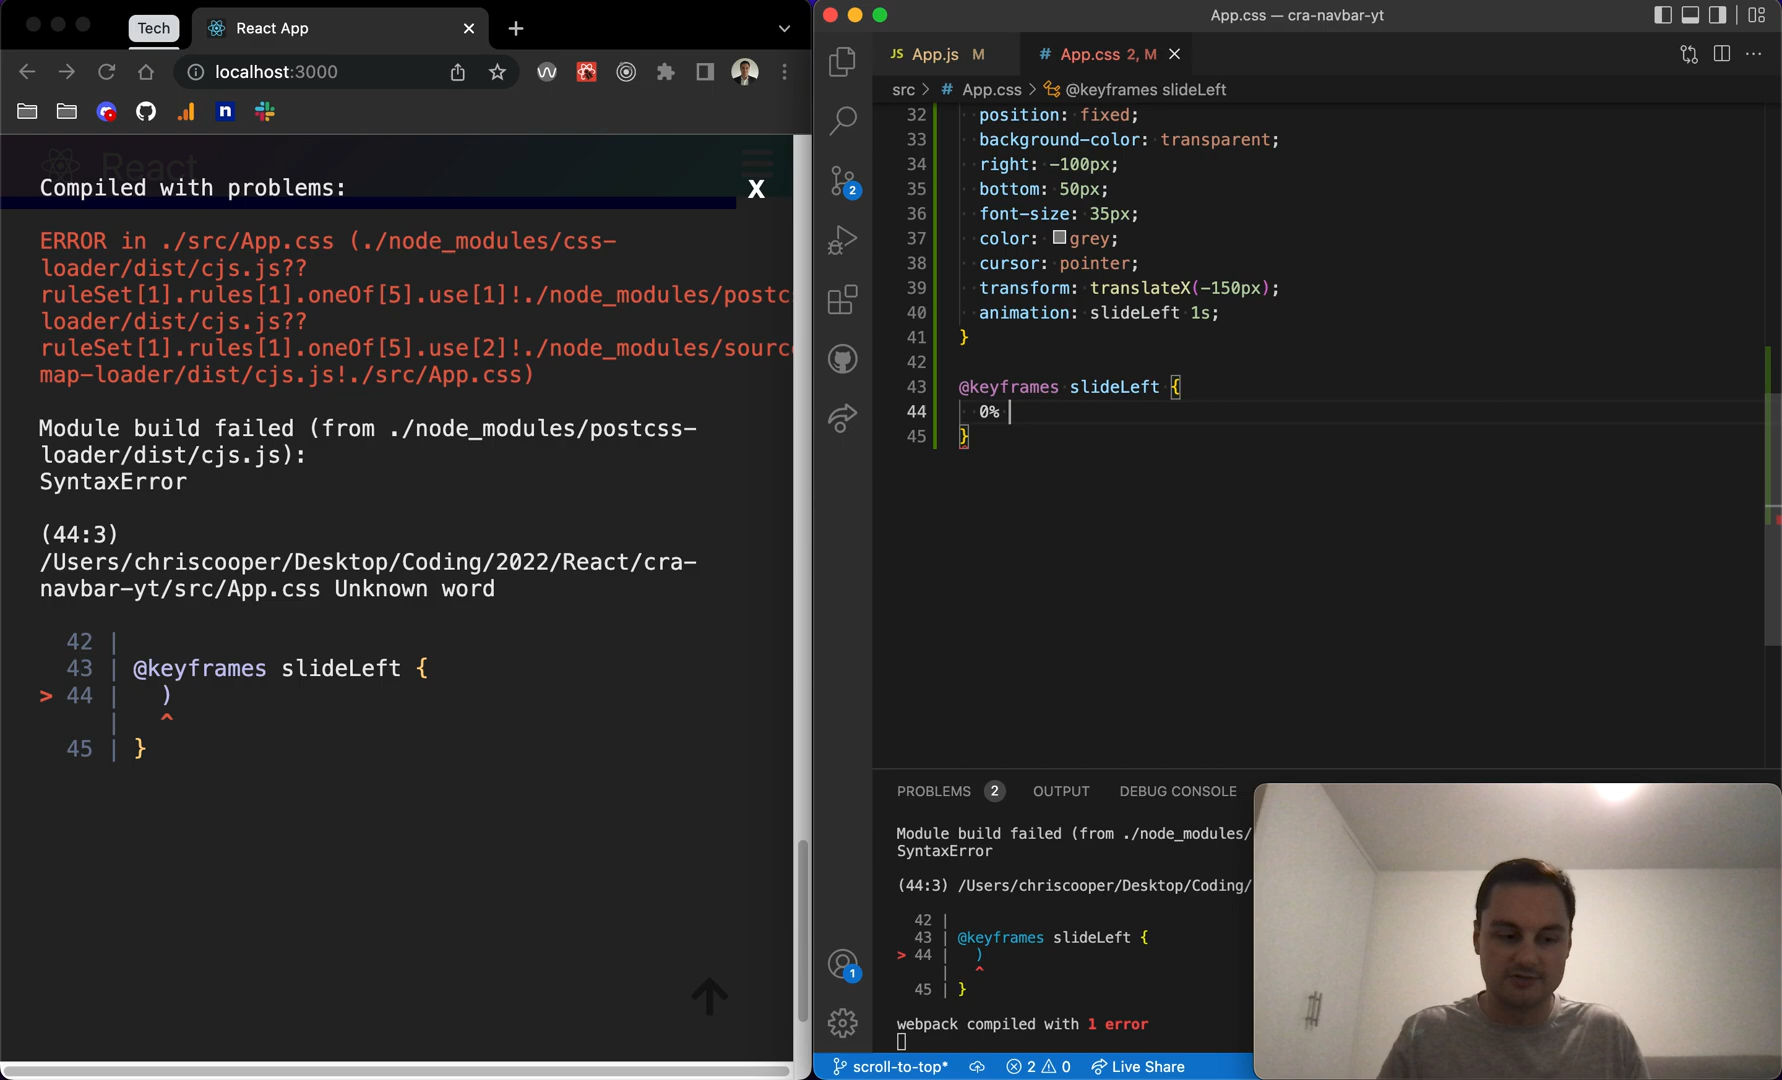 Tech
React App
App.css — cra-navbar-yt
localhost:3000
JS App.js M
# App.css 2, M
src > # App.css > @keyframes slideLeft
React
Compiled with problems:
X
ERROR in ./src/App.css (./node_modules/css-
loader/dist/cjs.js??
ruleSet[1].rules[1].oneOf[5].use[1]!./node_modules/postc
loader/dist/cjs.js??
ruleSet[1].rules[1].oneOf[5].use[2]!./node_modules/sourc
map-loader/dist/cjs.js!./src/App.css)
Module build failed (from ./node_modules/postcss-
loader/dist/cjs.js):
SyntaxError
(44:3)
/Users/chriscooper/Desktop/Coding/2022/React/cra-
navbar-yt/src/App.css Unknown word
42 |
43 | @keyframes slideLeft {
> 44 |   )
|   ^
45 | }
32 position: fixed;
33 background-color: transparent;
34 right: -100px;
35 bottom: 50px;
36 font-size: 35px;
37 color: grey;
38 cursor: pointer;
39 transform: translateX(-150px);
40 animation: slideLeft 1s;
41 }
42
43 @keyframes slideLeft {
44 0%
45 }
2
1
PROBLEMS 2 OUTPUT DEBUG CONSOLE
Module build failed (from ./node_modules/
SyntaxError
(44:3) /Users/chriscooper/Desktop/Coding/
42 |
43 | @keyframes slideLeft {
> 44 |   )
|   ^
45 | }
webpack compiled with 1 error
scroll-to-top* 2 0 Live Share